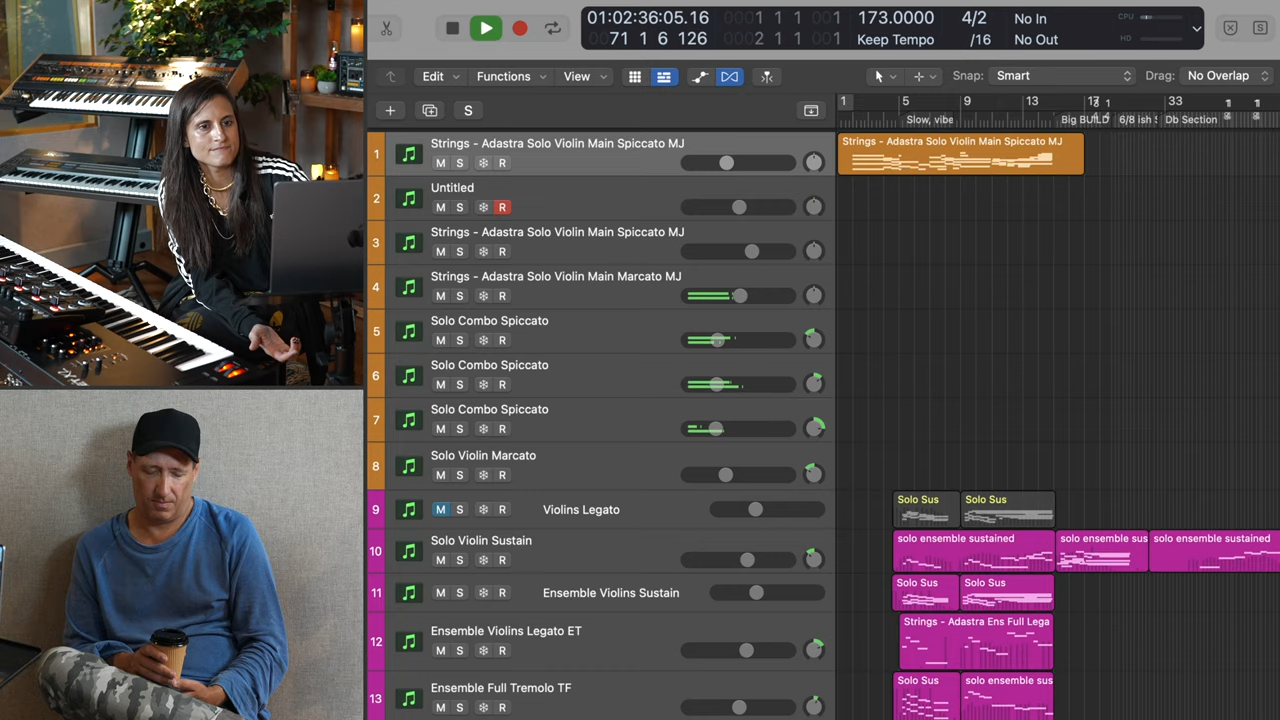 01:02:36:05.16
0071 1 6 126
0001 1 1 001
0002 1 1 001
173.0000
Keep Tempo
4/2
/16
No In
No Out
CPU
HD
S
Edit
Functions
View
Snap: Smart
Drag: No Overlap
S
1 5 9 13 17 1 33
Slow, vibe
Big BUILD
6/8 ish
Db Section
1 Strings - Adastra Solo Violin Main Spiccato MJ
M S R
Strings - Adastra Solo Violin Main Spiccato MJ
2 Untitled
M S R
3 Strings - Adastra Solo Violin Main Spiccato MJ
M S R
4 Strings - Adastra Solo Violin Main Marcato MJ
M S R
5 Solo Combo Spiccato
M S R
6 Solo Combo Spiccato
M S R
7 Solo Combo Spiccato
M S R
8 Solo Violin Marcato
M S R
9 M S R Violins Legato
Solo Sus Solo Sus
10 Solo Violin Sustain
M S R
solo ensemble sustained solo ensemble sus solo ensemble sustained
11 M S R Ensemble Violins Sustain
Solo Sus Solo Sus
12 Ensemble Violins Legato ET
M S R
Strings - Adastra Ens Full Lega
13 Ensemble Full Tremolo TF
M S R
Solo Sus solo ensemble sus